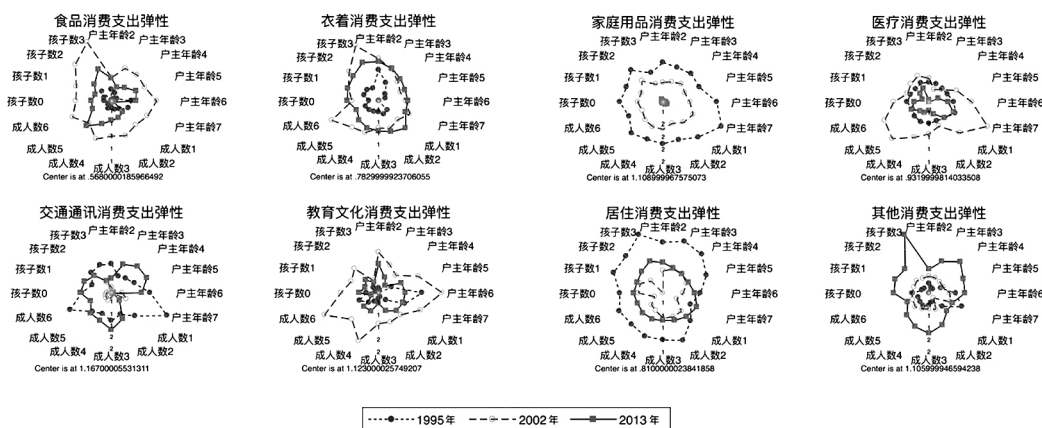 食品消费支出弹性
孩子数3 户主年龄2 户主年龄3
孩子数2 户主年龄4
孩子数1 户主年龄5
孩子数0 户主年龄6
成人数6 户主年龄7
成人数5 成人数1
成人数4 成人数3 成人数2
Center is at .5680000185966492
衣着消费支出弹性
孩子数3 户主年龄2 户主年龄3
孩子数2 户主年龄4
孩子数1 户主年龄5
孩子数0 户主年龄6
成人数6 户主年龄7
成人数5 成人数1
成人数4 成人数3 成人数2
Center is at .7829999923706055
家庭用品消费支出弹性
孩子数3 户主年龄2 户主年龄3
孩子数2 户主年龄4
孩子数1 户主年龄5
孩子数0 户主年龄6
成人数6 户主年龄7
成人数5 成人数1
成人数4 成人数3 成人数2
Center is at 1.108999967575073
医疗消费支出弹性
孩子数3 户主年龄2 户主年龄3
孩子数2 户主年龄4
孩子数1 户主年龄5
孩子数0 户主年龄6
成人数6 户主年龄7
成人数5 成人数1
成人数4 成人数3 成人数2
Center is at .9319999814033508
交通通讯消费支出弹性
孩子数3 户主年龄2 户主年龄3
孩子数2 户主年龄4
孩子数1 户主年龄5
孩子数0 户主年龄6
成人数6 户主年龄7
成人数5 成人数1
成人数4 成人数3 成人数2
Center is at 1.16700005531311
教育文化消费支出弹性
孩子数3 户主年龄2 户主年龄3
孩子数2 户主年龄4
孩子数1 户主年龄5
孩子数0 户主年龄6
成人数6 户主年龄7
成人数5 成人数1
成人数4 成人数3 成人数2
Center is at 1.123000025749207
居住消费支出弹性
孩子数3 户主年龄2 户主年龄3
孩子数2 户主年龄4
孩子数1 户主年龄5
孩子数0 户主年龄6
成人数6 户主年龄7
成人数5 成人数1
成人数4 成人数3 成人数2
Center is at .8100000023841858
其他消费支出弹性
孩子数3 户主年龄2 户主年龄3
孩子数2 户主年龄4
孩子数1 户主年龄5
孩子数0 户主年龄6
成人数6 户主年龄7
成人数5 成人数1
成人数4 成人数3 成人数2
Center is at 1.105999946594238
1995年 2002年 2013年